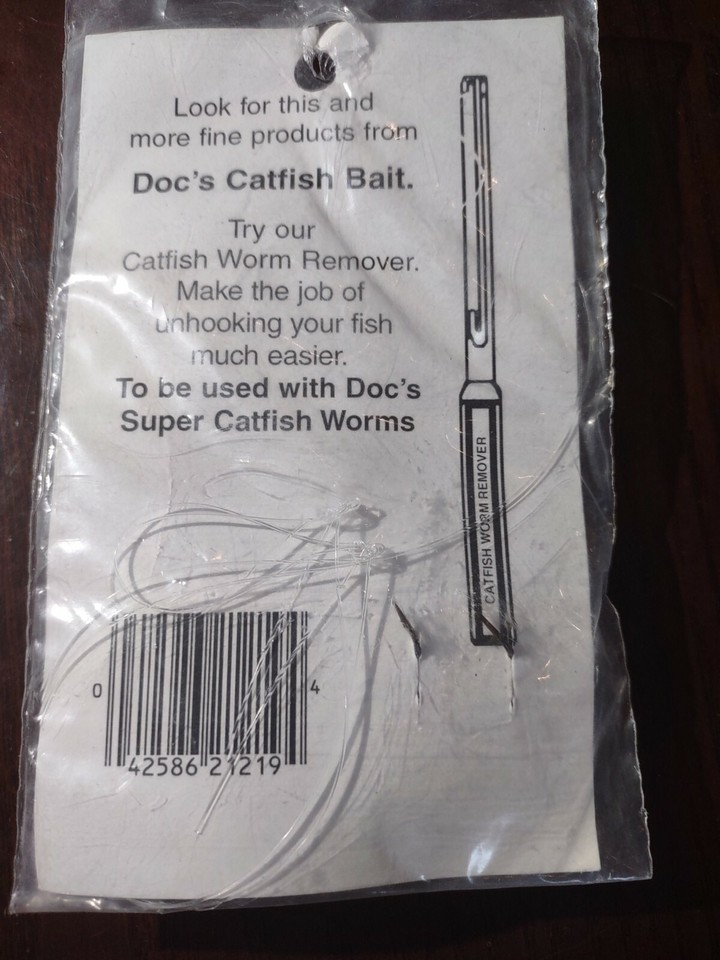 Look for this and
more fine products from
Doc's Catfish Bait.
Try our
Catfish Worm Remover.
Make the job of
unhooking your fish
much easier.
To be used with Doc's
Super Catfish Worms
CATFISH WORM REMOVER
0 42586 21219 4